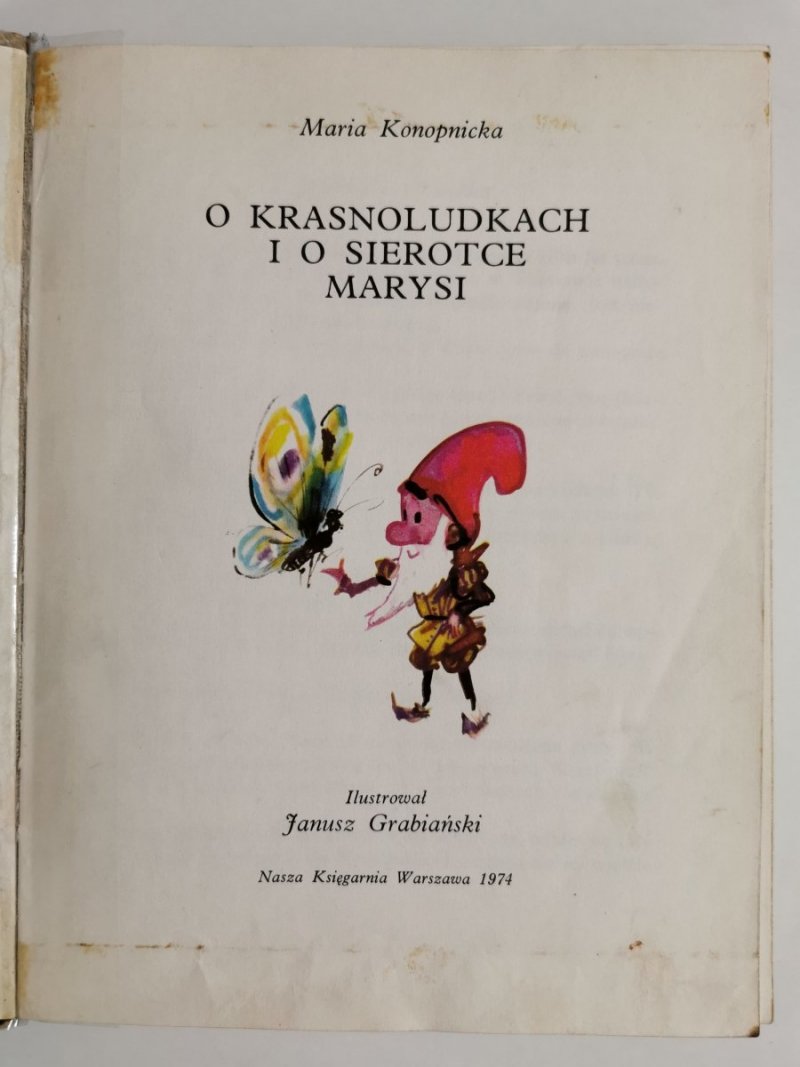 Maria Konopnicka
O KRASNOLUDKACH
I O SIEROTCE
MARYSI
Ilustrował
Janusz Grabiański
Nasza Księgarnia Warszawa 1974